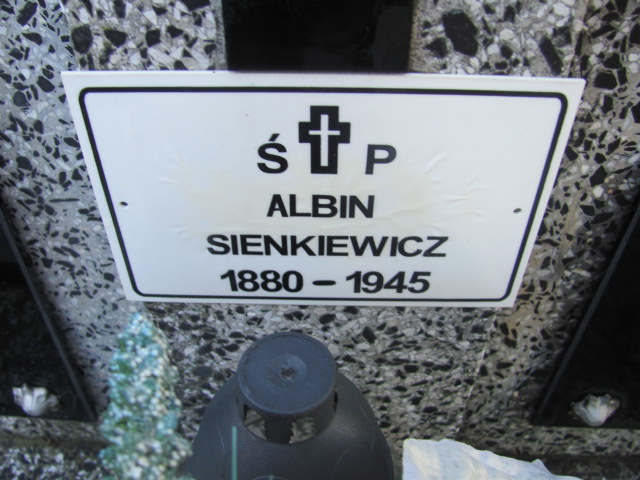 Ś P
ALBIN
SIENKIEWICZ
1880 - 1945